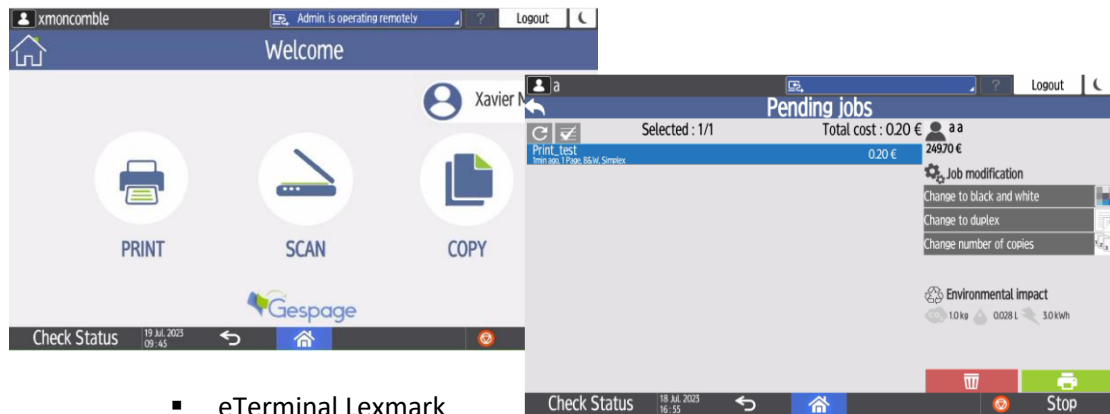 xmoncomble
Admin. is operating remotely
?
Logout
Welcome
Xavier
PRINT
SCAN
COPY
Gespage
Check Status
19 Jul. 2023
09:45
a
?
Logout
Pending jobs
Selected : 1/1
Total cost : 0.20 €
a a
249.70 €
Print_test
0.20 €
1min ago, 1 Page, B&W, Simplex
Job modification
Change to black and white
Change to duplex
Change number of copies
Environmental impact
1.0 kg
0.028 L
3.0 kWh
Check Status
18 Jul. 2023
16:55
Stop
▪ eTerminal Lexmark